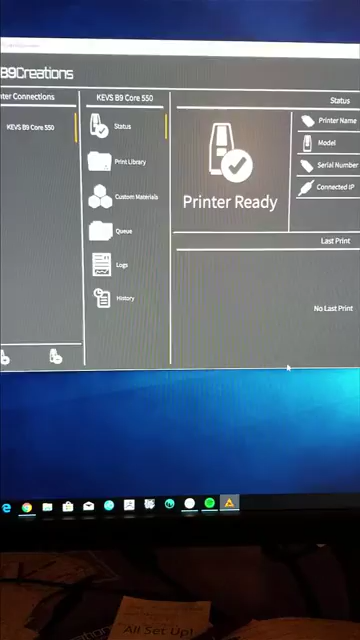 B9Creations
nter Connections
KEVS B9 Core 550
Status
KEVS B9 Core 550
Status
Print Library
Custom Materials
Queue
Logs
History
Printer Ready
Printer Name
Model
Serial Number
Connected IP
Last Print
No Last Print
All Set Up!